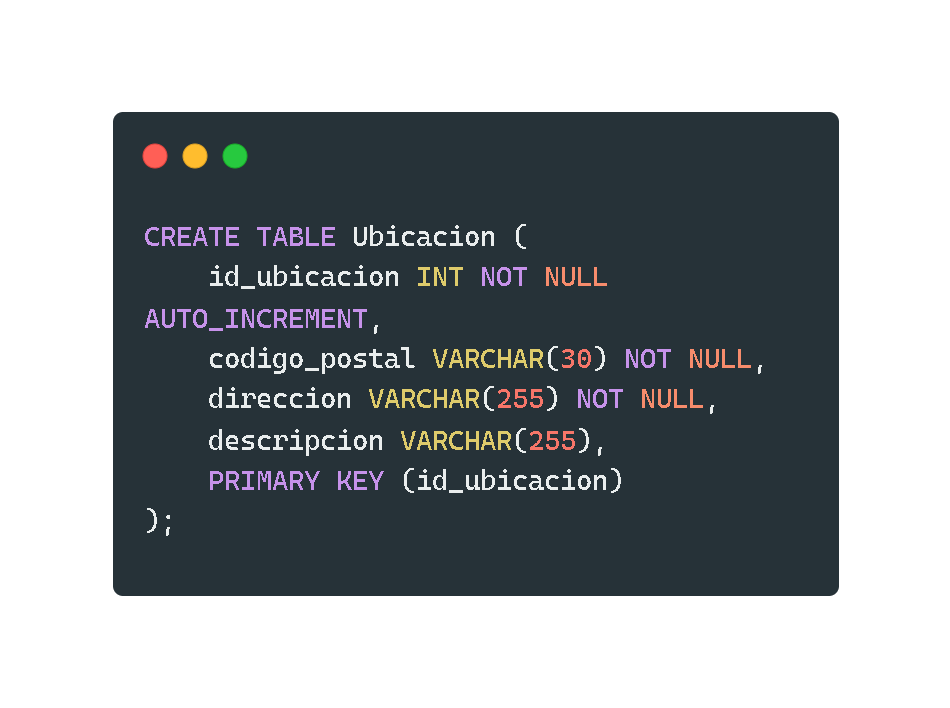 CREATE TABLE Ubicacion (
    id_ubicacion INT NOT NULL
AUTO_INCREMENT,
    codigo_postal VARCHAR(30) NOT NULL,
    direccion VARCHAR(255) NOT NULL,
    descripcion VARCHAR(255),
    PRIMARY KEY (id_ubicacion)
);